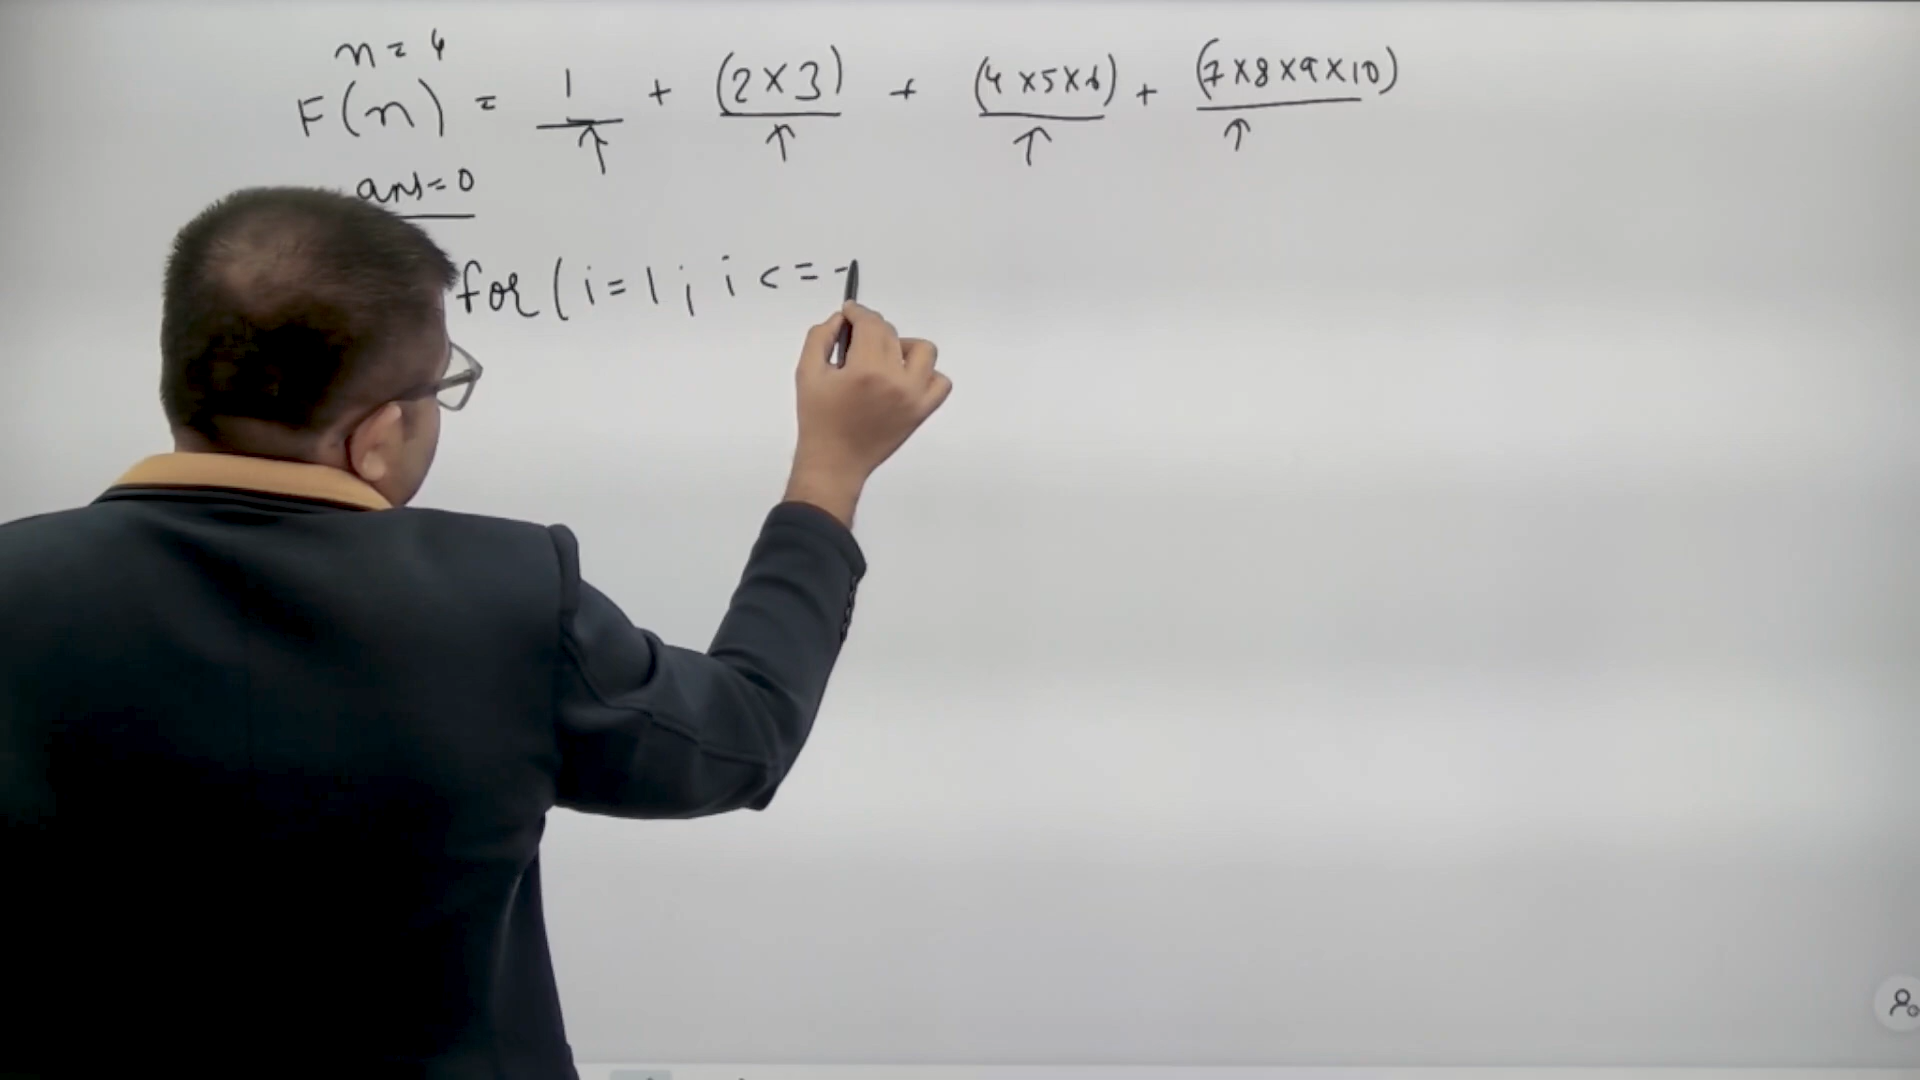 n = 4
F(n) = 1 + (2×3) + (4×5×6) + (7×8×9×10)
↑ ↑ ↑ ↑
ans=0
for (i=1; i<=